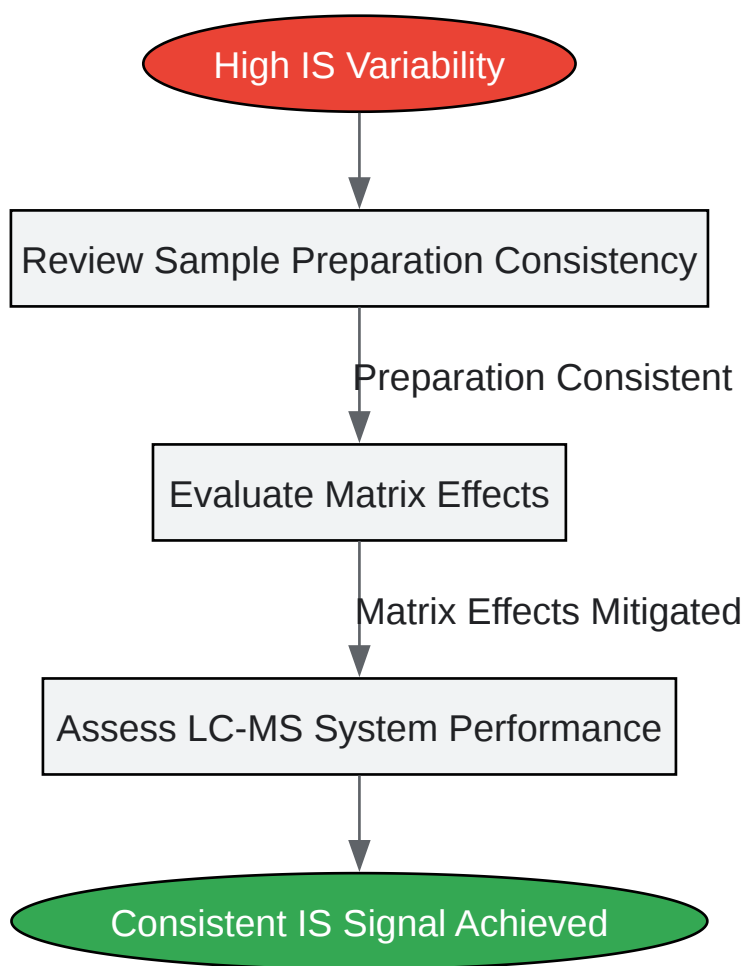 High IS Variability
Review Sample Preparation Consistency
Preparation Consistent
Evaluate Matrix Effects
Matrix Effects Mitigated
Assess LC-MS System Performance
Consistent IS Signal Achieved